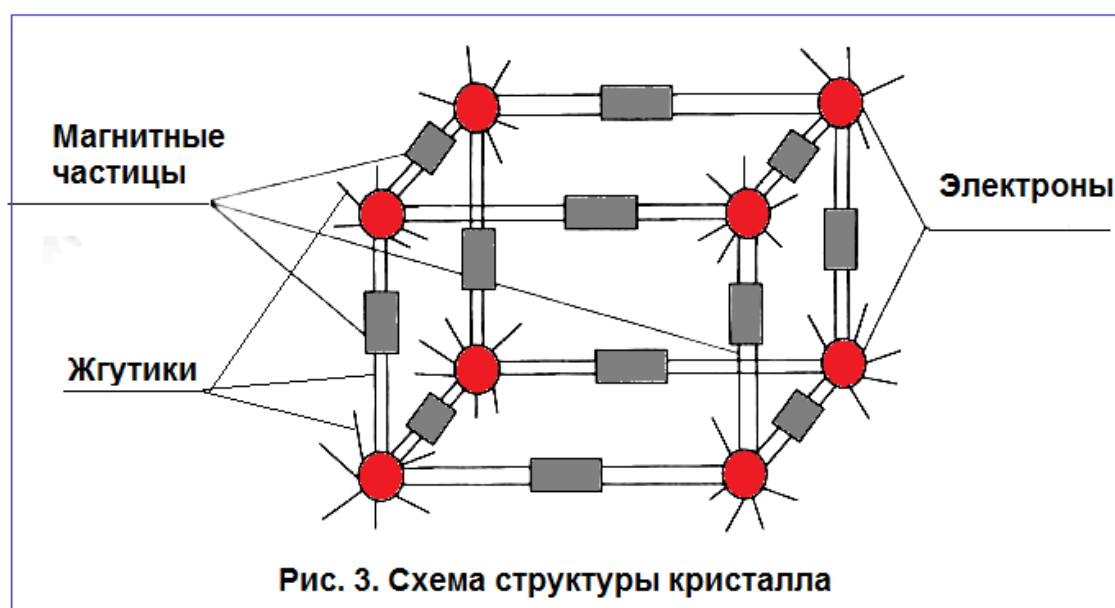 Магнитные
частицы
Электроны
Жгутики
Рис. 3. Схема структуры кристалла